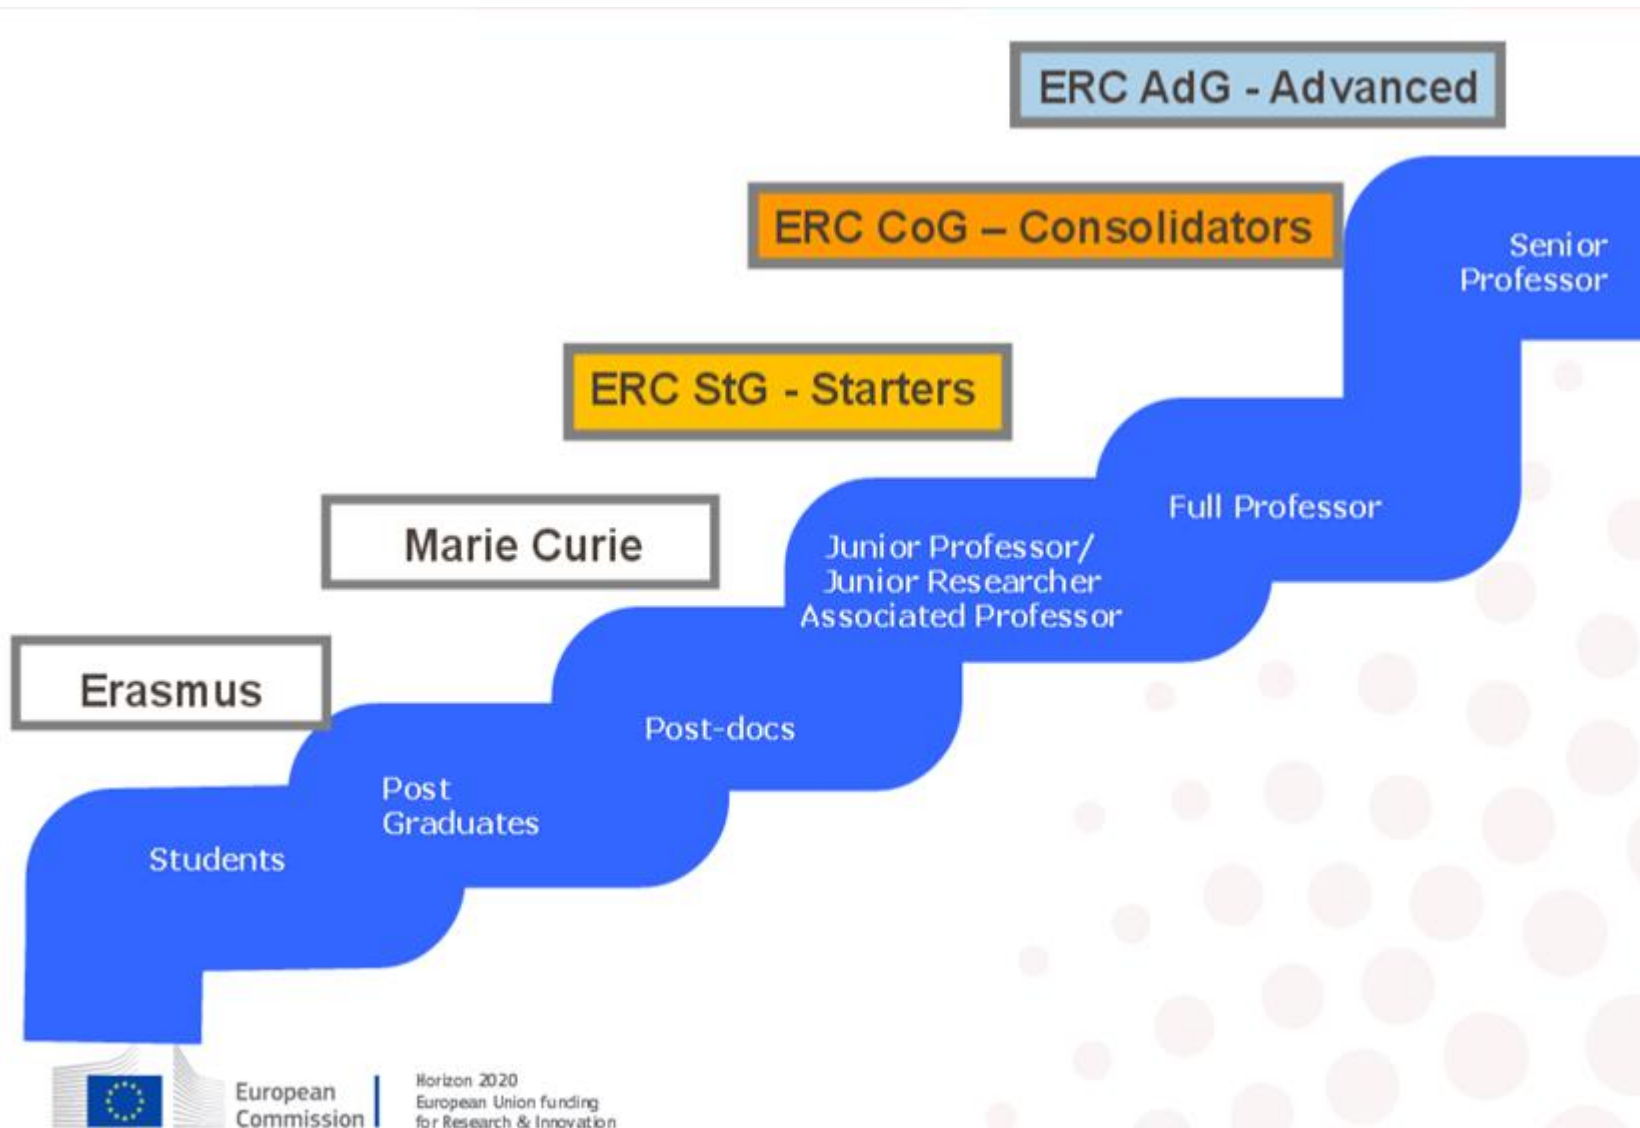 ERC AdG - Advanced
ERC CoG – Consolidators
Senior
Professor
ERC StG - Starters
Full Professor
Marie Curie
Junior Professor/
Junior Researcher
Associated Professor
Erasmus
Post-docs
Post
Graduates
Students
European
Commission
Horizon 2020
European Union funding
for Research & Innovation